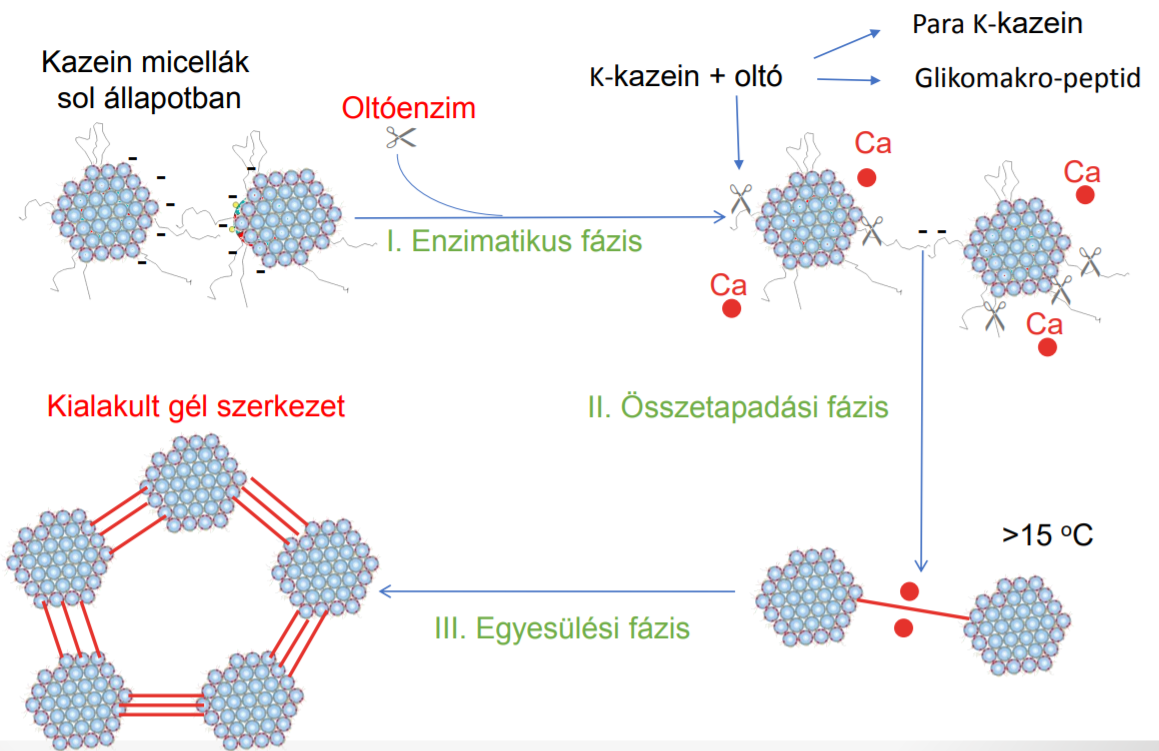 Kazein micellák
sol állapotban
Oltóenzim
I. Enzimatikus fázis
K-kazein + oltó
Para K-kazein
Glikomakro-peptid
Ca
Ca
Ca
Ca
II. Összetapadási fázis
>15 ºC
III. Egyesülési fázis
Kialakult gél szerkezet